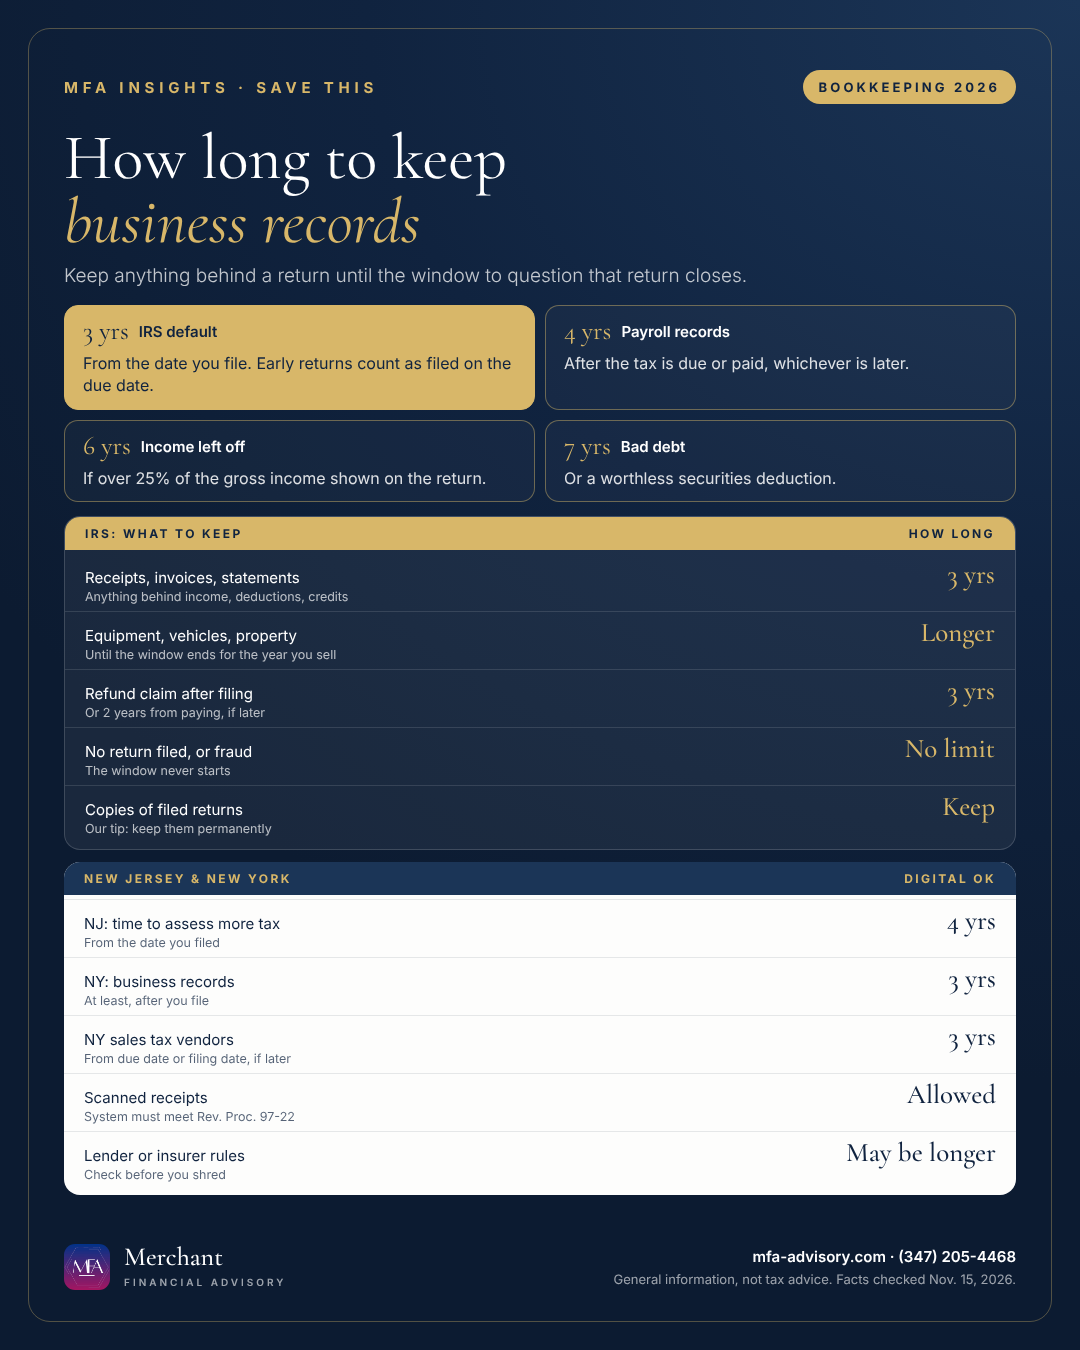 MFA INSIGHTS · SAVE THIS
BOOKKEEPING 2026
How long to keep
business records
Keep anything behind a return until the window to question that return closes.
3 yrs IRS default
From the date you file. Early returns count as filed on the
due date.
4 yrs Payroll records
After the tax is due or paid, whichever is later.
6 yrs Income left off
If over 25% of the gross income shown on the return.
7 yrs Bad debt
Or a worthless securities deduction.
IRS: WHAT TO KEEP HOW LONG
Receipts, invoices, statements 3 yrs
Anything behind income, deductions, credits
Equipment, vehicles, property Longer
Until the window ends for the year you sell
Refund claim after filing 3 yrs
Or 2 years from paying, if later
No return filed, or fraud No limit
The window never starts
Copies of filed returns Keep
Our tip: keep them permanently
NEW JERSEY & NEW YORK DIGITAL OK
NJ: time to assess more tax 4 yrs
From the date you filed
NY: business records 3 yrs
At least, after you file
NY sales tax vendors 3 yrs
From due date or filing date, if later
Scanned receipts Allowed
System must meet Rev. Proc. 97-22
Lender or insurer rules May be longer
Check before you shred
MFA
Merchant
FINANCIAL ADVISORY
mfa-advisory.com · (347) 205-4468
General information, not tax advice. Facts checked Nov. 15, 2026.